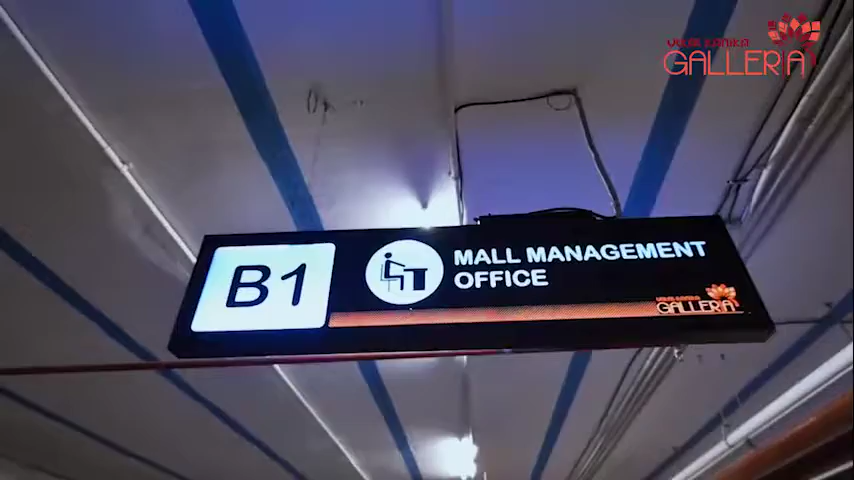 GALLERIA
B1
MALL MANAGEMENT
OFFICE
GALLERIA